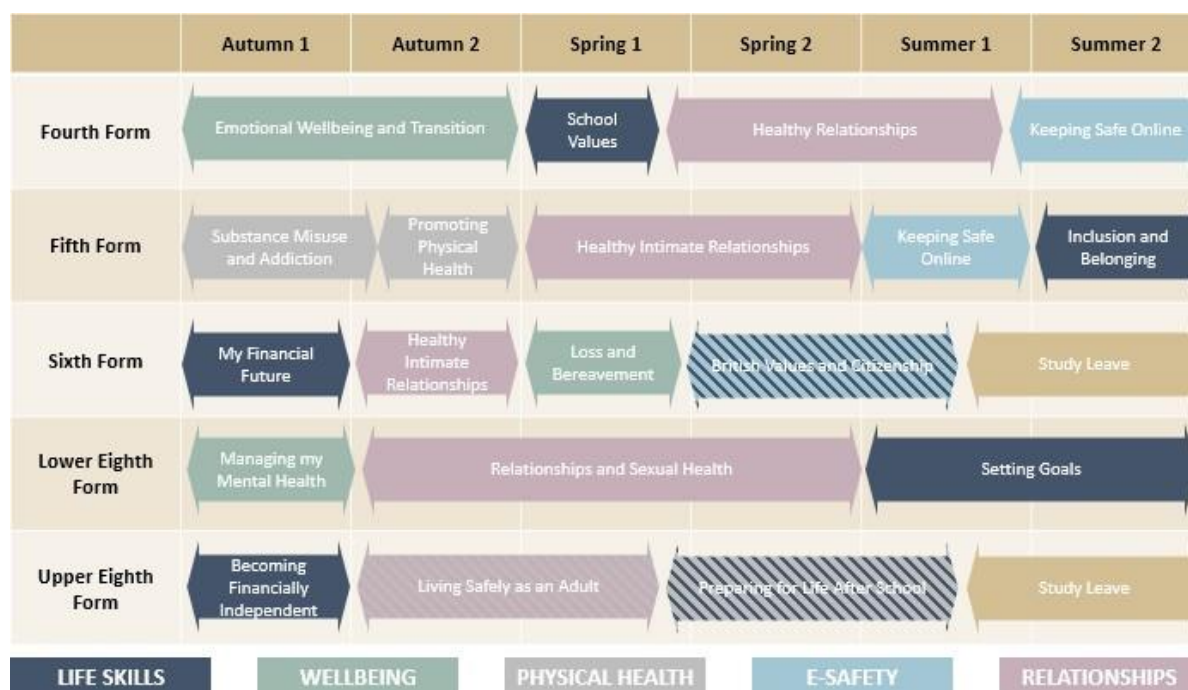 Autumn 1 Autumn 2 Spring 1 Spring 2 Summer 1 Summer 2
Fourth Form
Emotional Wellbeing and Transition
School
Values
Healthy Relationships
Keeping Safe Online
Fifth Form
Substance Misuse
and Addiction
Promoting
Physical
Health
Healthy Intimate Relationships
Keeping Safe
Online
Inclusion and
Belonging
Sixth Form
My Financial
Future
Healthy
Intimate
Relationships
Loss and
Bereavement
British Values and Citizenship
Study Leave
Lower Eighth
Form
Managing my
Mental Health
Relationships and Sexual Health
Setting Goals
Upper Eighth
Form
Becoming
Financially
Independent
Living Safely as an Adult
Preparing for Life After School
Study Leave
LIFE SKILLS WELLBEING PHYSICAL HEALTH E-SAFETY RELATIONSHIPS